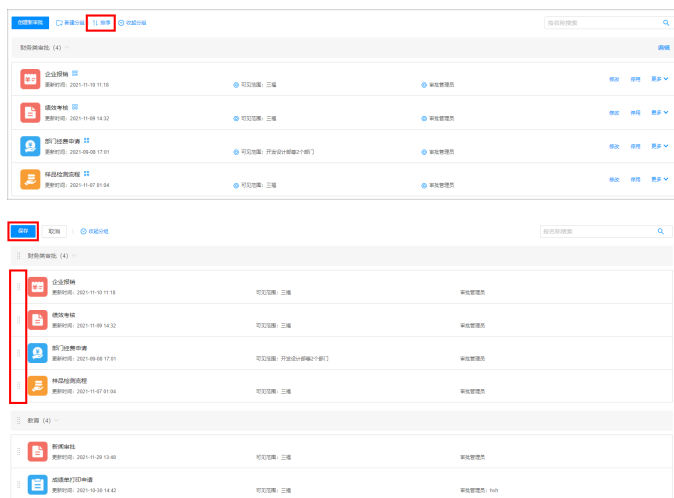 创建新审批 新建分组 排序 收起分组 按名称搜索
财务类审批 (4) 编辑
企业报销
更新时间: 2021-11-10 11:18 可见范围: 三福 审批管理员 修改 停用 更多
绩效考核
更新时间: 2021-11-09 14:32 可见范围: 三福 审批管理员 修改 停用 更多
部门经费申请
更新时间: 2021-09-08 17:01 可见范围: 开发设计部等2个部门 审批管理员 修改 停用 更多
样品检测流程
更新时间: 2021-11-07 01:04 可见范围: 三福 审批管理员 修改 停用 更多
保存 取消 收起分组 按名称搜索
财务类审批 (4)
企业报销
更新时间: 2021-11-10 11:18 可见范围: 三福 审批管理员
绩效考核
更新时间: 2021-11-09 14:32 可见范围: 三福 审批管理员
部门经费申请
更新时间: 2021-09-08 17:01 可见范围: 开发设计部等2个部门 审批管理员
样品检测流程
更新时间: 2021-11-07 01:04 可见范围: 三福 审批管理员
教育 (4)
审批
更新时间: 2021-11-29 13:48 可见范围: 三福 审批管理员
成绩单打印申请
更新时间: 2021-10-30 14:42 可见范围: 三福 审批管理员: hxh